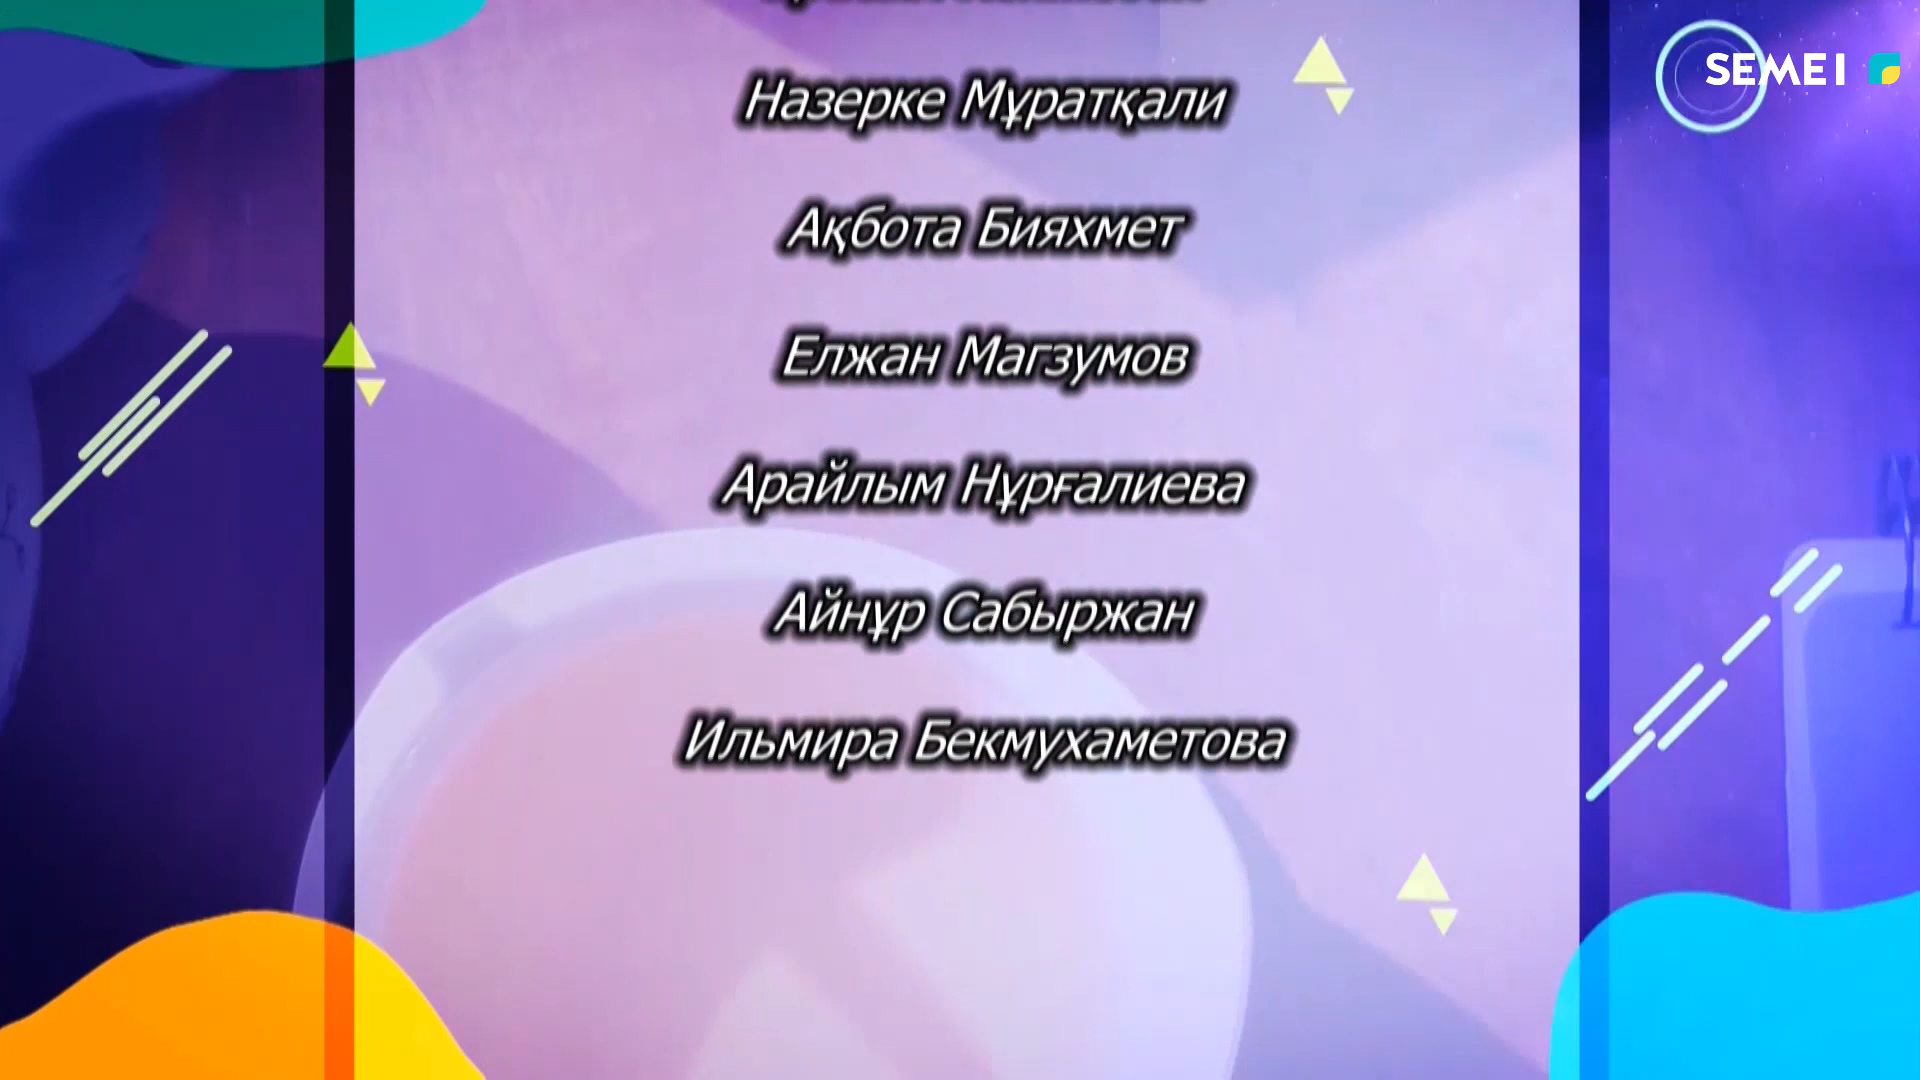 SEMEI
Назерке Мұратқали
Ақбота Бияхмет
Елжан Магзумов
Арайлым Нұрғалиева
Айнұр Сабыржан
Ильмира Бекмухаметова